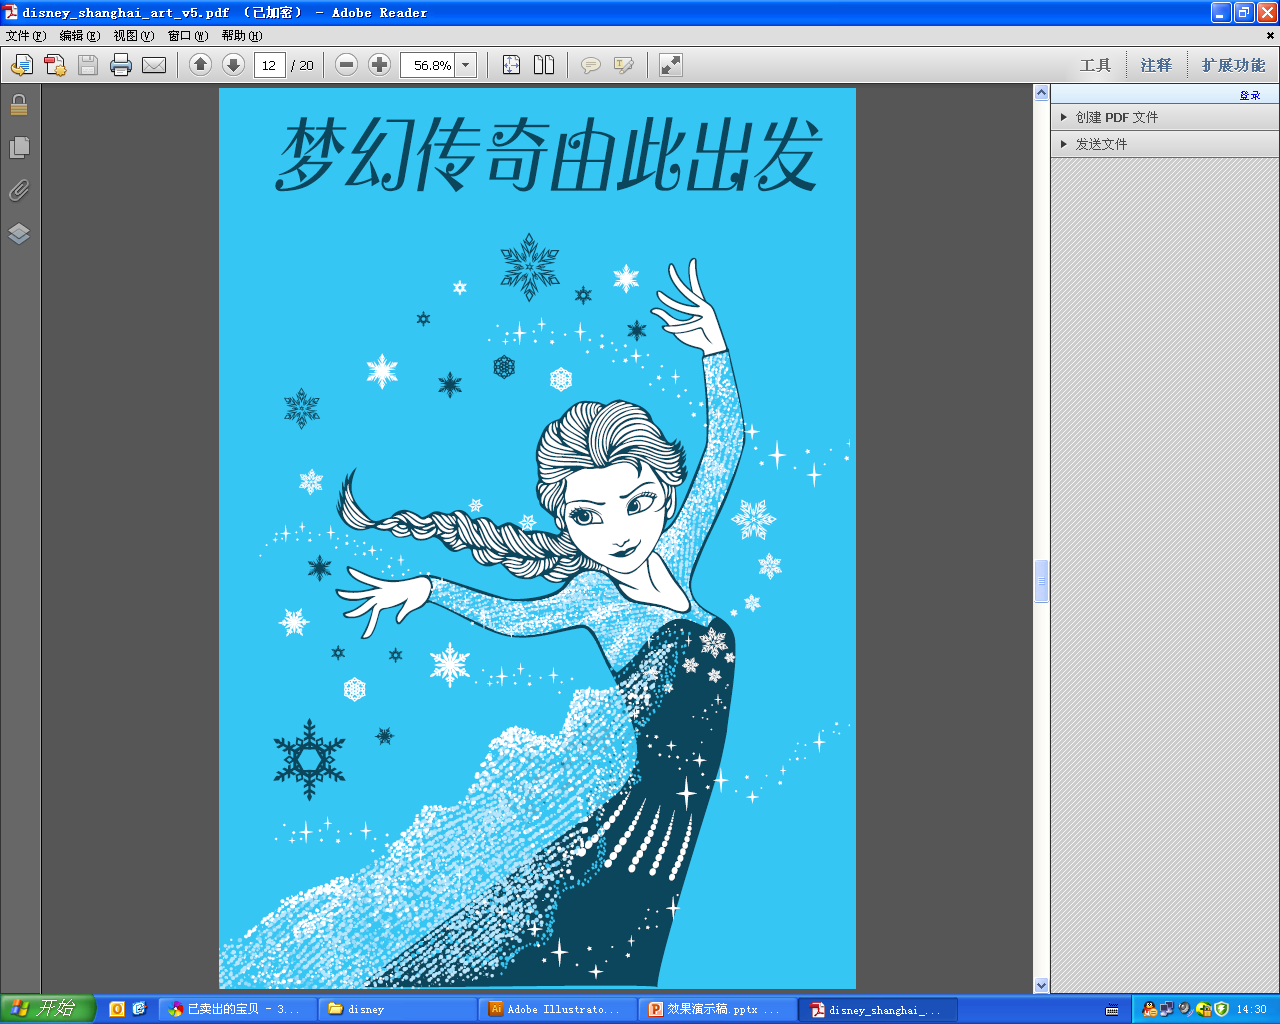 disney_shanghai_art_v5.pdf （已加密） - Adobe Reader
文件(F) 编辑(E) 视图(V) 窗口(W) 帮助(H)
12 / 20 56.8% 工具 注释 扩展功能
登录
创建 PDF 文件
发送文件
梦幻传奇由此出发
开始 已卖出的宝贝 - 3... disney Adobe Illustrato... 效果演示稿.pptx ... disney_shanghai_... 14:30